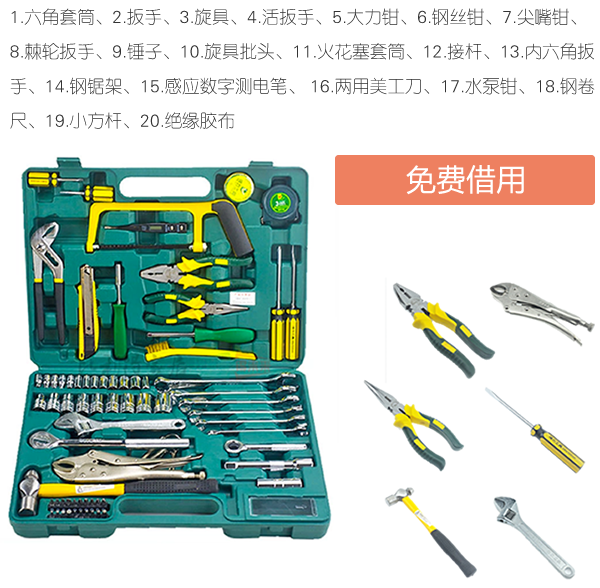 1.六角套筒、2.扳手、3.旋具、4.活扳手、5.大力钳、6.钢丝钳、7.尖嘴钳、
8.棘轮扳手、9.锤子、10.旋具批头、11.火花塞套筒、12.接杆、13.内六角扳
手、14.钢锯架、15.感应数字测电笔、 16.两用美工刀、17.水泵钳、18.钢卷
尺、19.小方杆、20.绝缘胶布
免费借用